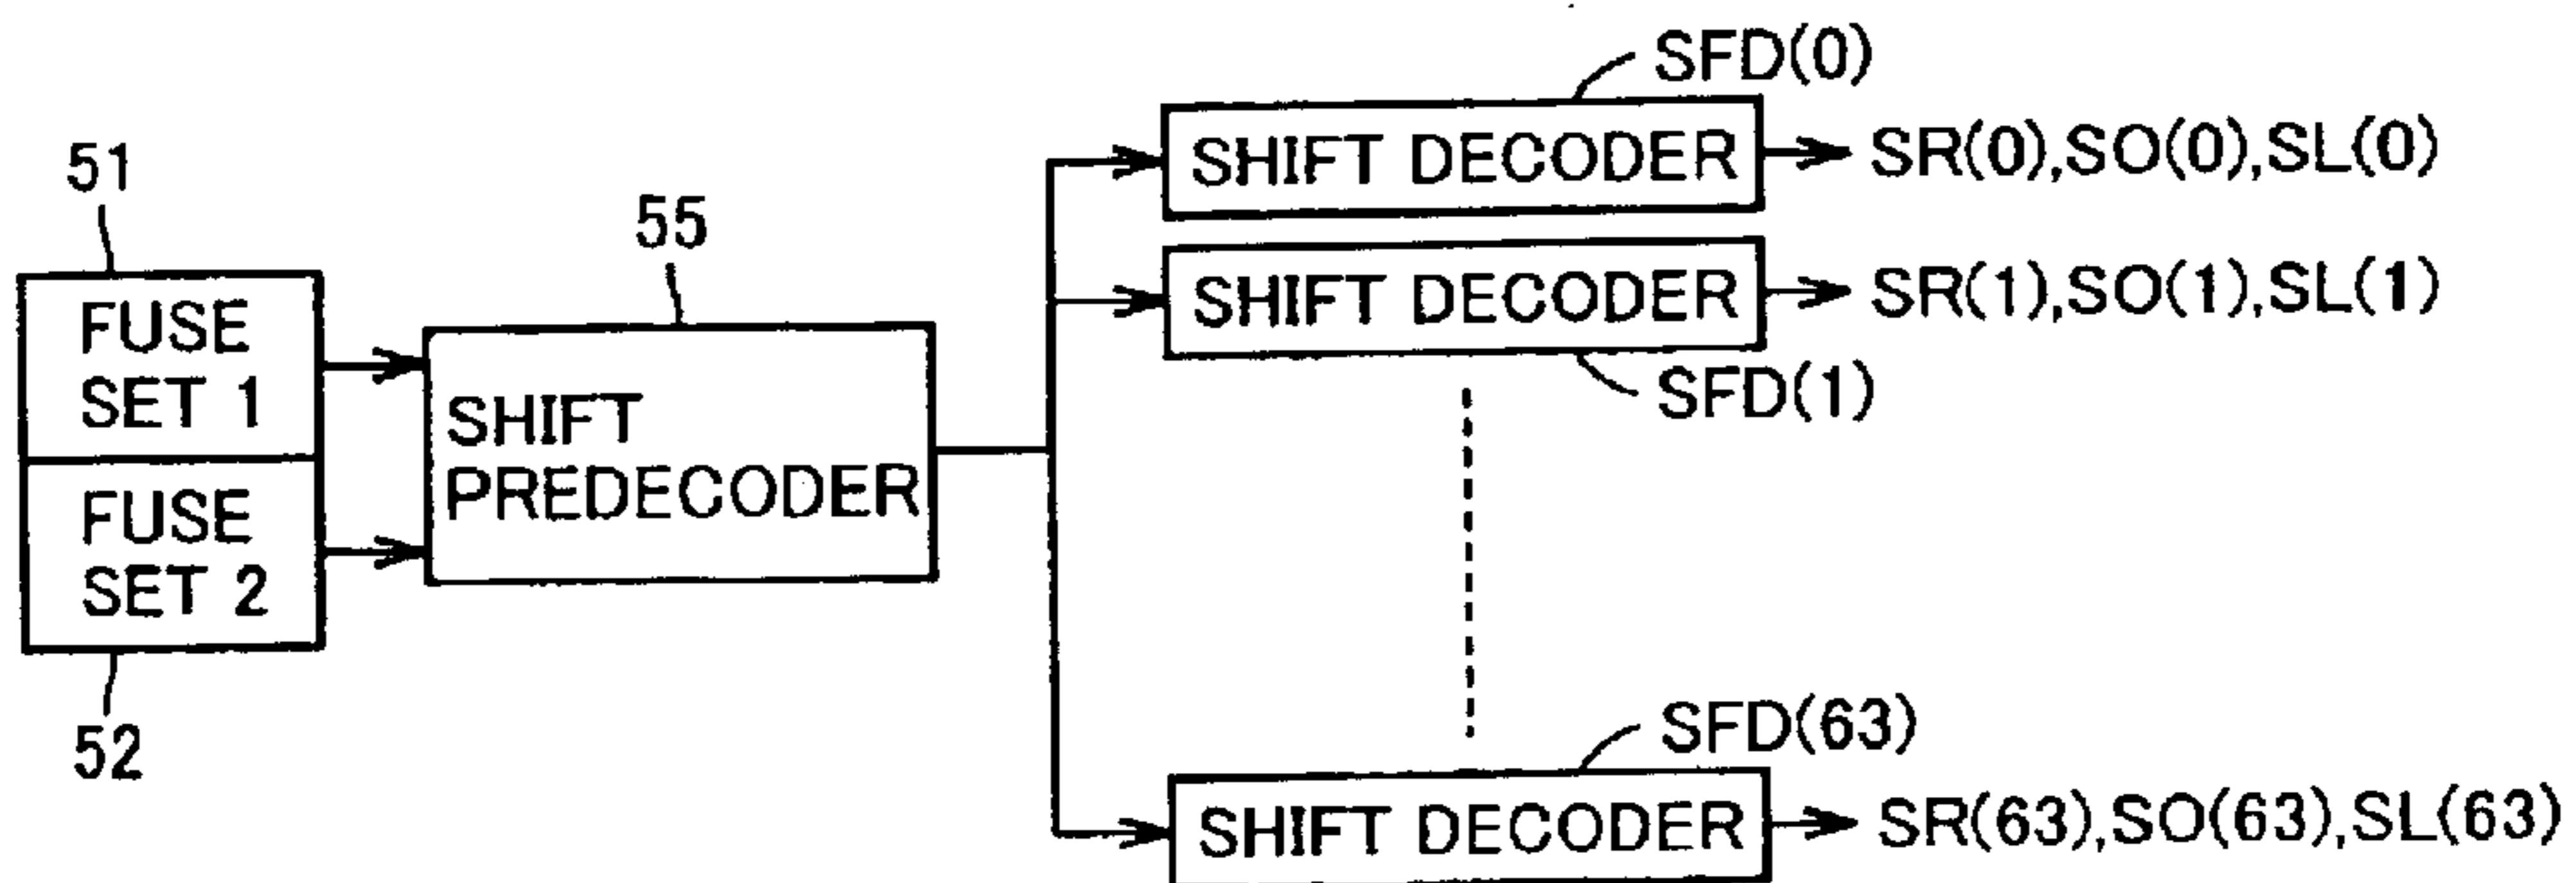 51
FUSE
SET 1
FUSE
SET 2
52
55
SHIFT
PREDECODER
SFD(0)
SHIFT DECODER
SR(0),SO(0),SL(0)
SHIFT DECODER
SR(1),SO(1),SL(1)
SFD(1)
SFD(63)
SHIFT DECODER
SR(63),SO(63),SL(63)